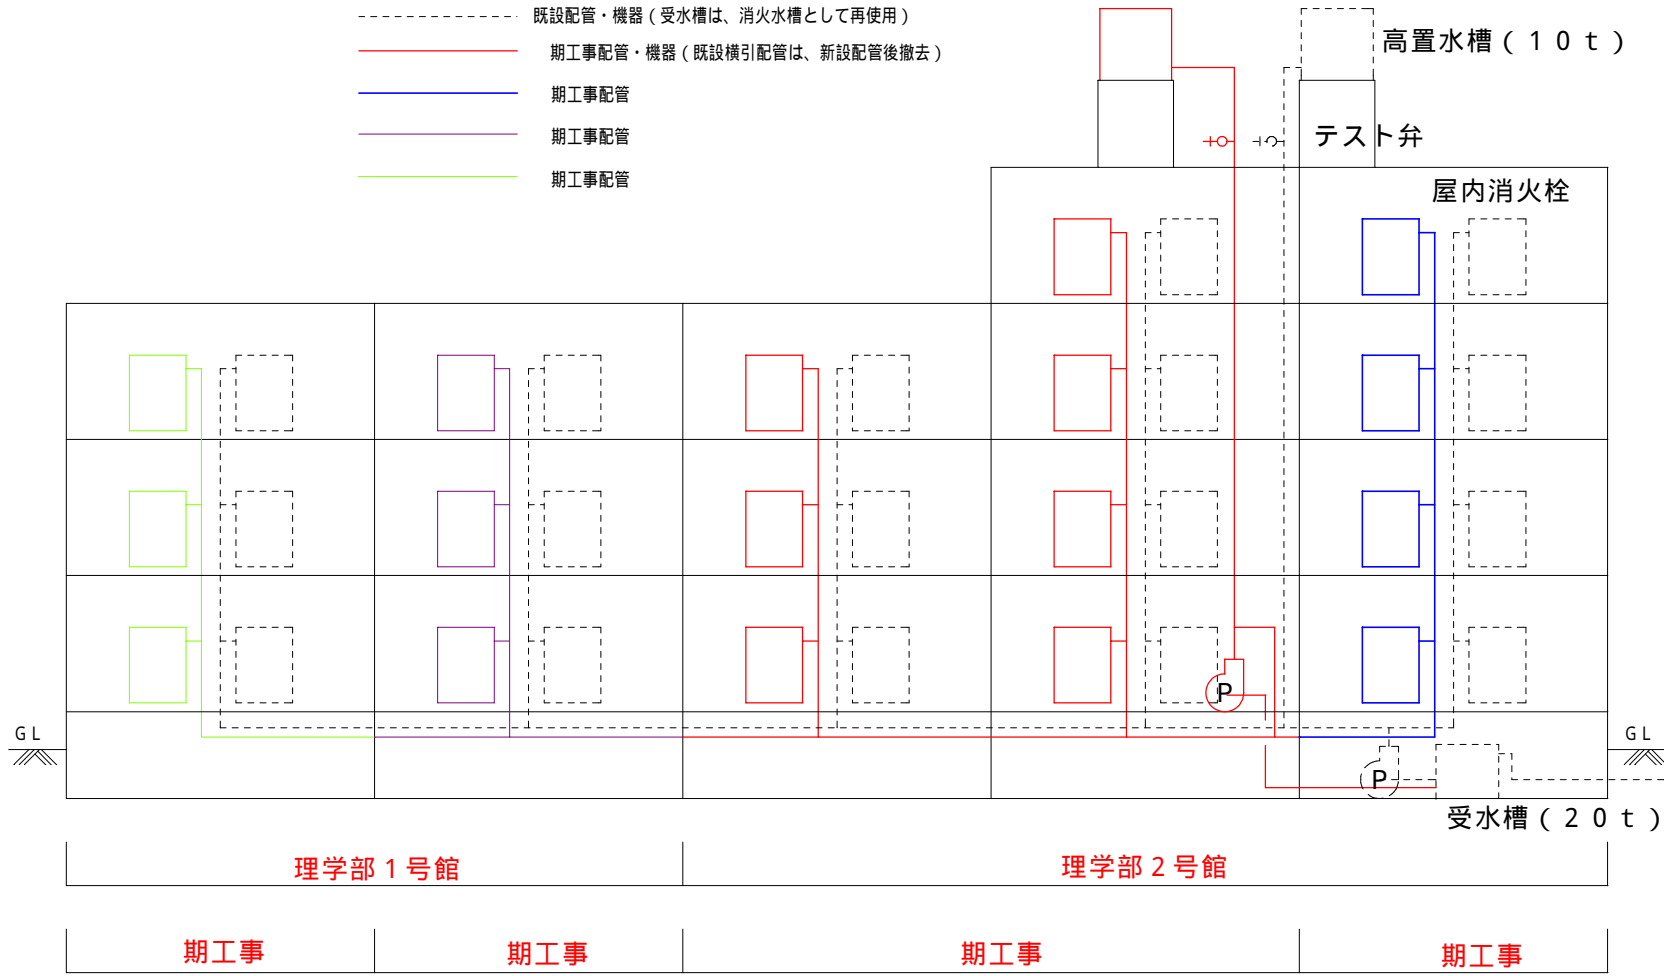 既設配管・機器（受水槽は、消火水槽として再使用）
期工事配管・機器（既設横引配管は、新設配管後撤去）
期工事配管
期工事配管
期工事配管
高置水槽（１０ｔ）
テスト弁
屋内消火栓
P
GL
GL
P
受水槽（２０ｔ）
理学部１号館
理学部２号館
期工事
期工事
期工事
期工事